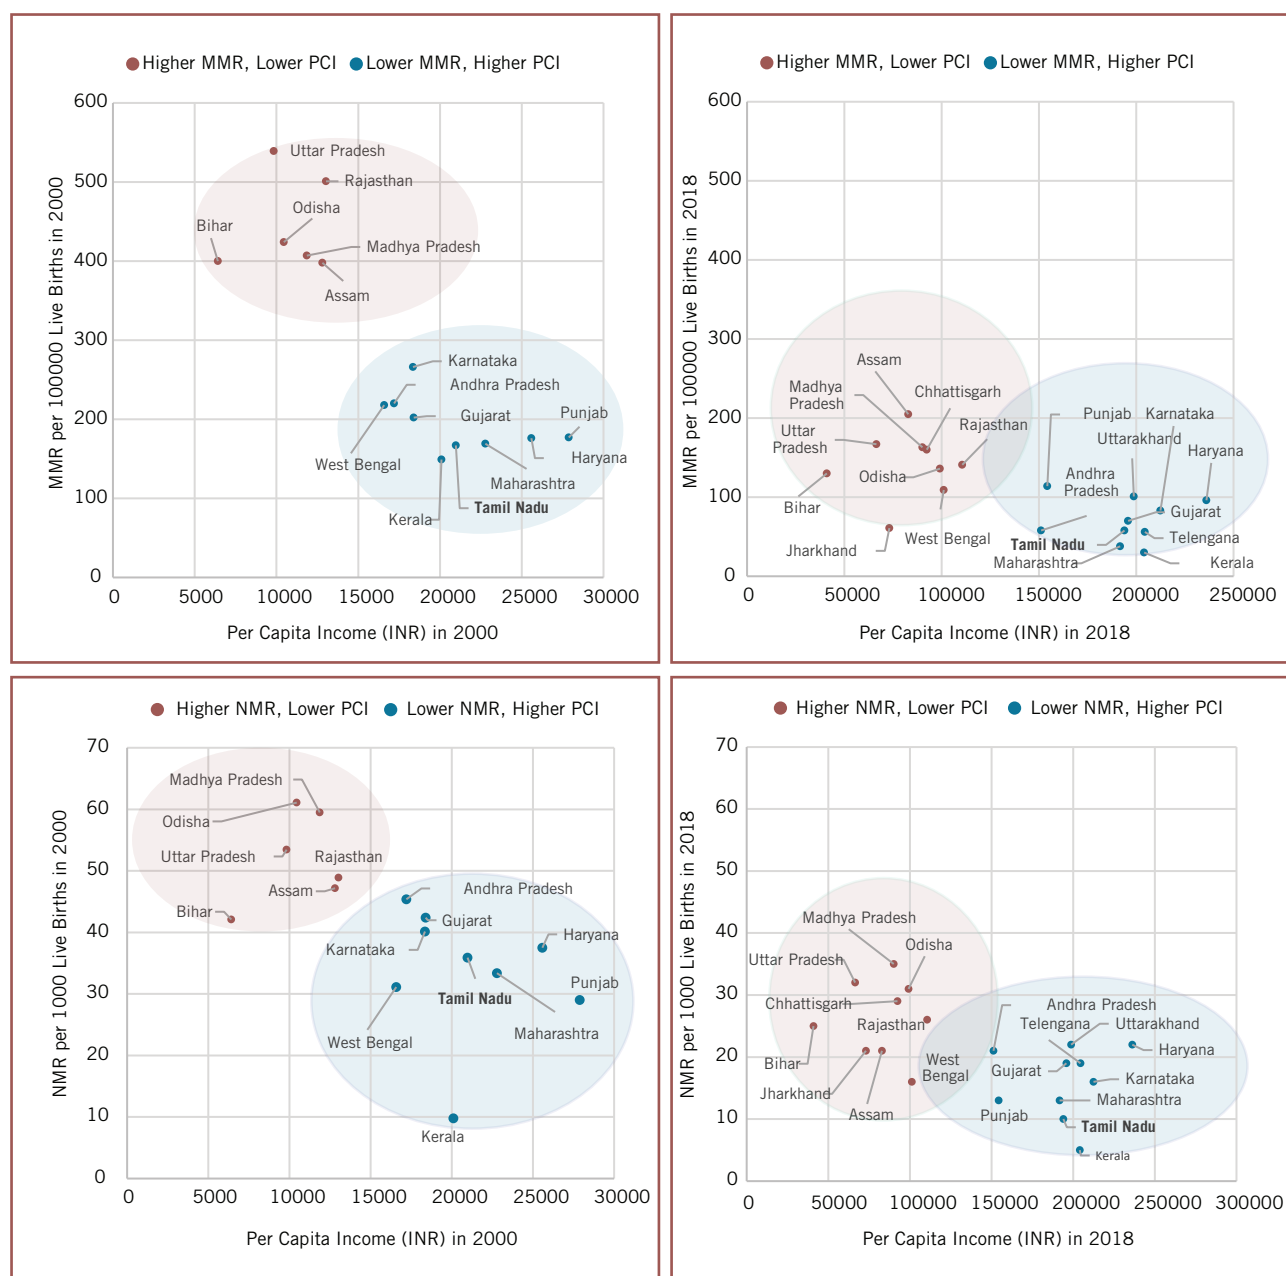 Higher MMR, Lower PCI Lower MMR, Higher PCI
600
500
400
300
200
100
0
MMR per 100000 Live Births in 2000
Uttar Pradesh
Rajasthan
Odisha
Bihar
Madhya Pradesh
Assam
Karnataka
Andhra Pradesh
Gujarat
Punjab
West Bengal
Haryana
Maharashtra
Tamil Nadu
Kerala
0 5000 10000 15000 20000 25000 30000
Per Capita Income (INR) in 2000
Higher MMR, Lower PCI Lower MMR, Higher PCI
600
500
400
300
200
100
0
MMR per 100000 Live Births in 2018
Assam
Madhya
Pradesh
Chhattisgarh
Uttar
Pradesh
Rajasthan
Punjab
Karnataka
Uttarakhand
Haryana
Odisha
Andhra
Pradesh
Bihar
Gujarat
West Bengal
Jharkhand
Tamil Nadu
Telengana
Maharashtra
Kerala
0 50000 100000 150000 200000 250000
Per Capita Income (INR) in 2018
Higher NMR, Lower PCI Lower NMR, Higher PCI
70
60
50
40
30
20
10
0
NMR per 1000 Live Births in 2000
Madhya Pradesh
Odisha
Uttar Pradesh
Rajasthan
Assam
Bihar
Andhra Pradesh
Gujarat
Karnataka
Haryana
Punjab
Tamil Nadu
Maharashtra
West Bengal
Kerala
0 5000 10000 15000 20000 25000 30000
Per Capita Income (INR) in 2000
Higher NMR, Lower PCI Lower NMR, Higher PCI
70
60
50
40
30
20
10
0
NMR per 1000 Live Births in 2018
Madhya Pradesh
Odisha
Uttar Pradesh
Chhattisgarh
Rajasthan
Andhra Pradesh
Telengana
Uttarakhand
Haryana
Bihar
West
Bengal
Gujarat
Karnataka
Jharkhand
Maharashtra
Assam
Punjab
Tamil Nadu
Kerala
0 50000 100000 150000 200000 250000 300000
Per Capita Income (INR) in 2018